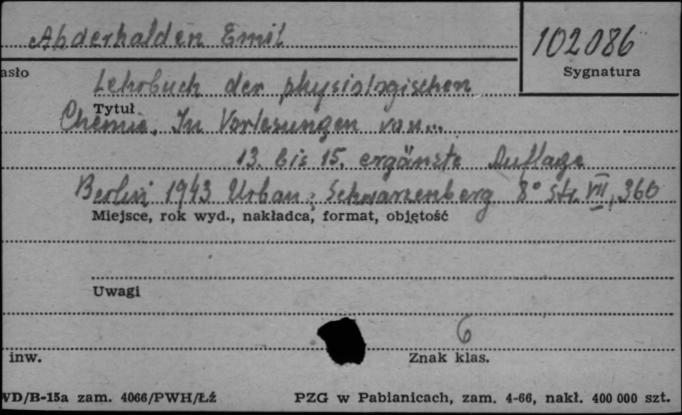 Abderhalden Emil
102086
asło
Sygnatura
Lehrbuch der physiologischen
Tytuł
Chemie. In Vorlesungen von...
13. bis 15. ergänzte Auflage
Berlin 1943 Urban; Schwarzenberg 8° str. VII, 360
Miejsce, rok wyd., nakładca, format, objętość
Uwagi
6
inw.
Znak klas.
WD/B-15a zam. 4066/PWH/Łź
PZG w Pabianicach, zam. 4-66, nakł. 400 000 szt.